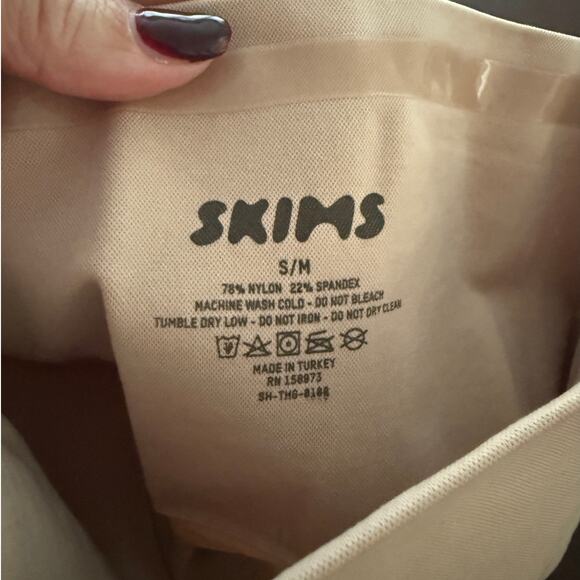 SKIMS
S/M
78% NYLON 22% SPANDEX
MACHINE WASH COLD - DO NOT BLEACH
TUMBLE DRY LOW - DO NOT IRON - DO NOT DRY CLEAN
MADE IN TURKEY
RN 158973
SH-THG-0108